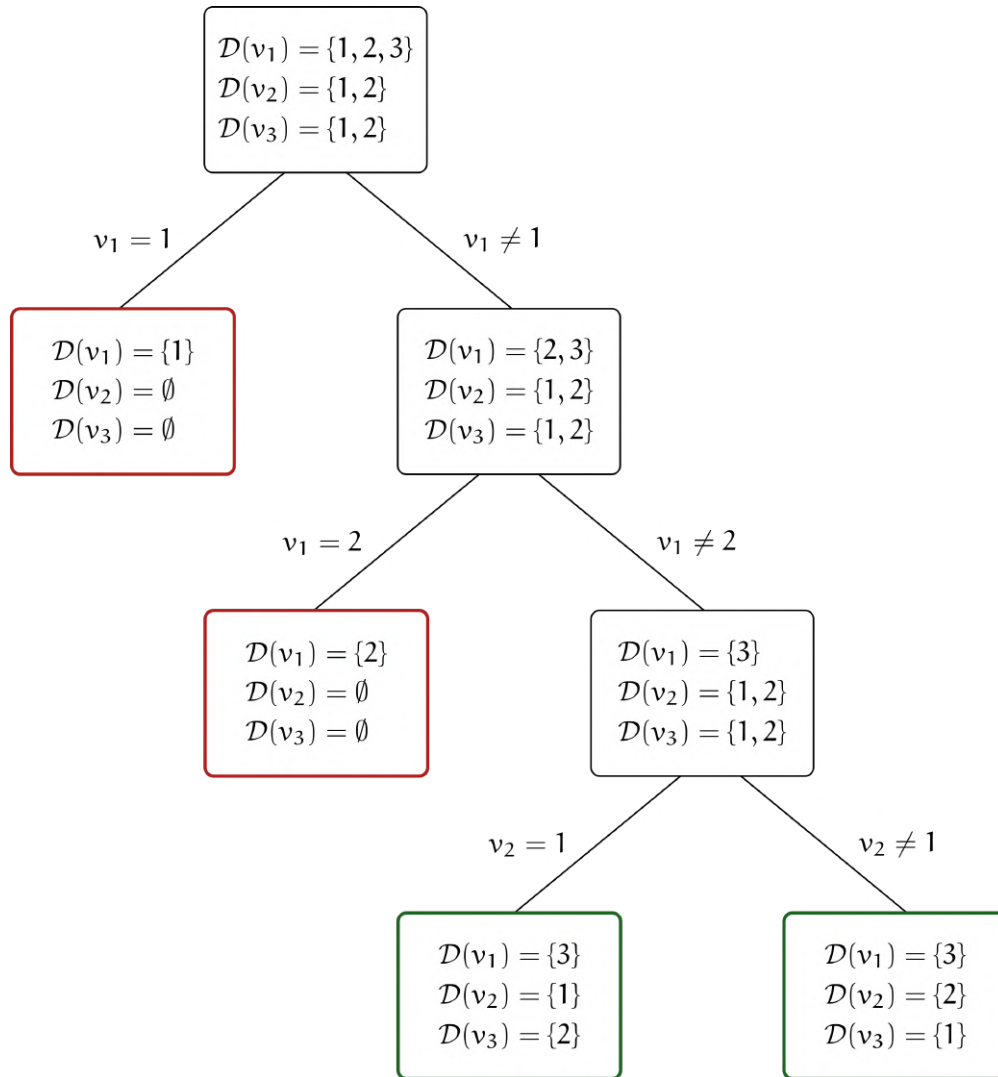 𝒟(v₁) = {1, 2, 3}
𝒟(v₂) = {1, 2}
𝒟(v₃) = {1, 2}
v₁ = 1
v₁ ≠ 1
𝒟(v₁) = {1}
𝒟(v₂) = ∅
𝒟(v₃) = ∅
𝒟(v₁) = {2, 3}
𝒟(v₂) = {1, 2}
𝒟(v₃) = {1, 2}
v₁ = 2
v₁ ≠ 2
𝒟(v₁) = {2}
𝒟(v₂) = ∅
𝒟(v₃) = ∅
𝒟(v₁) = {3}
𝒟(v₂) = {1, 2}
𝒟(v₃) = {1, 2}
v₂ = 1
v₂ ≠ 1
𝒟(v₁) = {3}
𝒟(v₂) = {1}
𝒟(v₃) = {2}
𝒟(v₁) = {3}
𝒟(v₂) = {2}
𝒟(v₃) = {1}